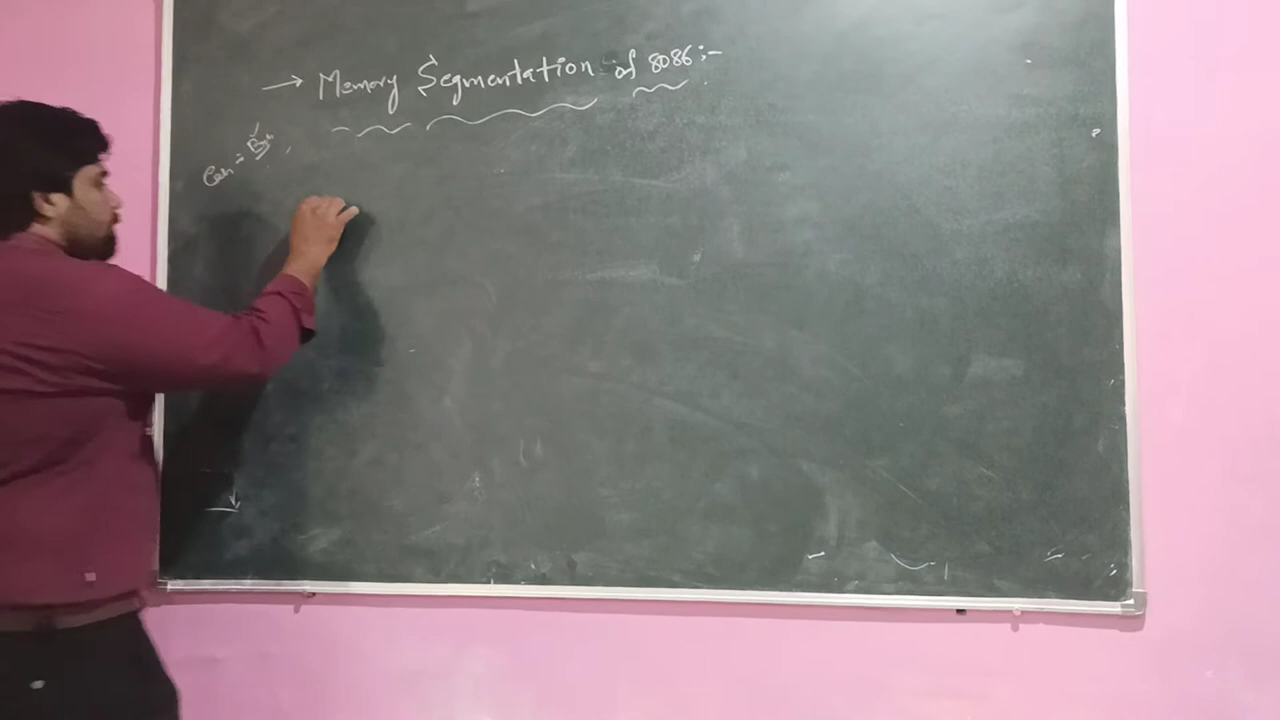 → Memory Segmentation of 8086:-